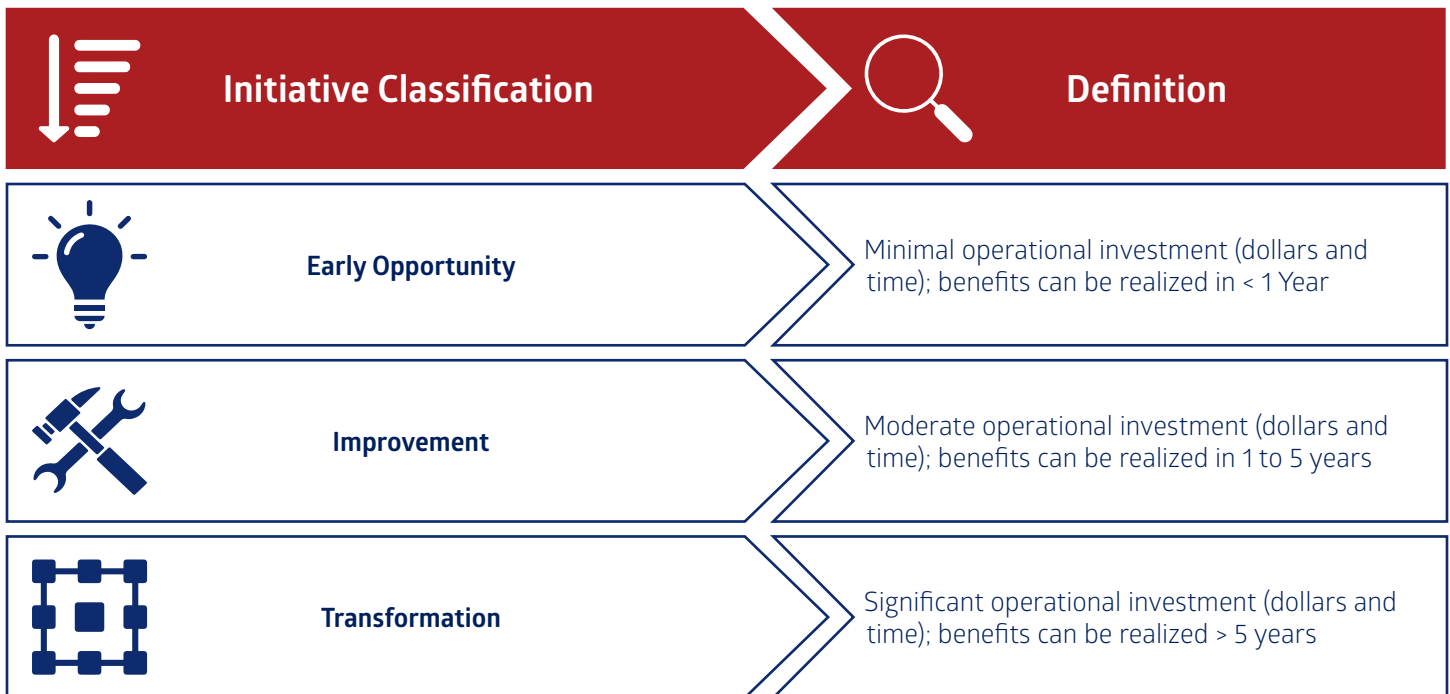 Initiative Classification
Definition
Early Opportunity
Minimal operational investment (dollars and
time); benefits can be realized in < 1 Year
Improvement
Moderate operational investment (dollars and
time); benefits can be realized in 1 to 5 years
Transformation
Significant operational investment (dollars and
time); benefits can be realized > 5 years